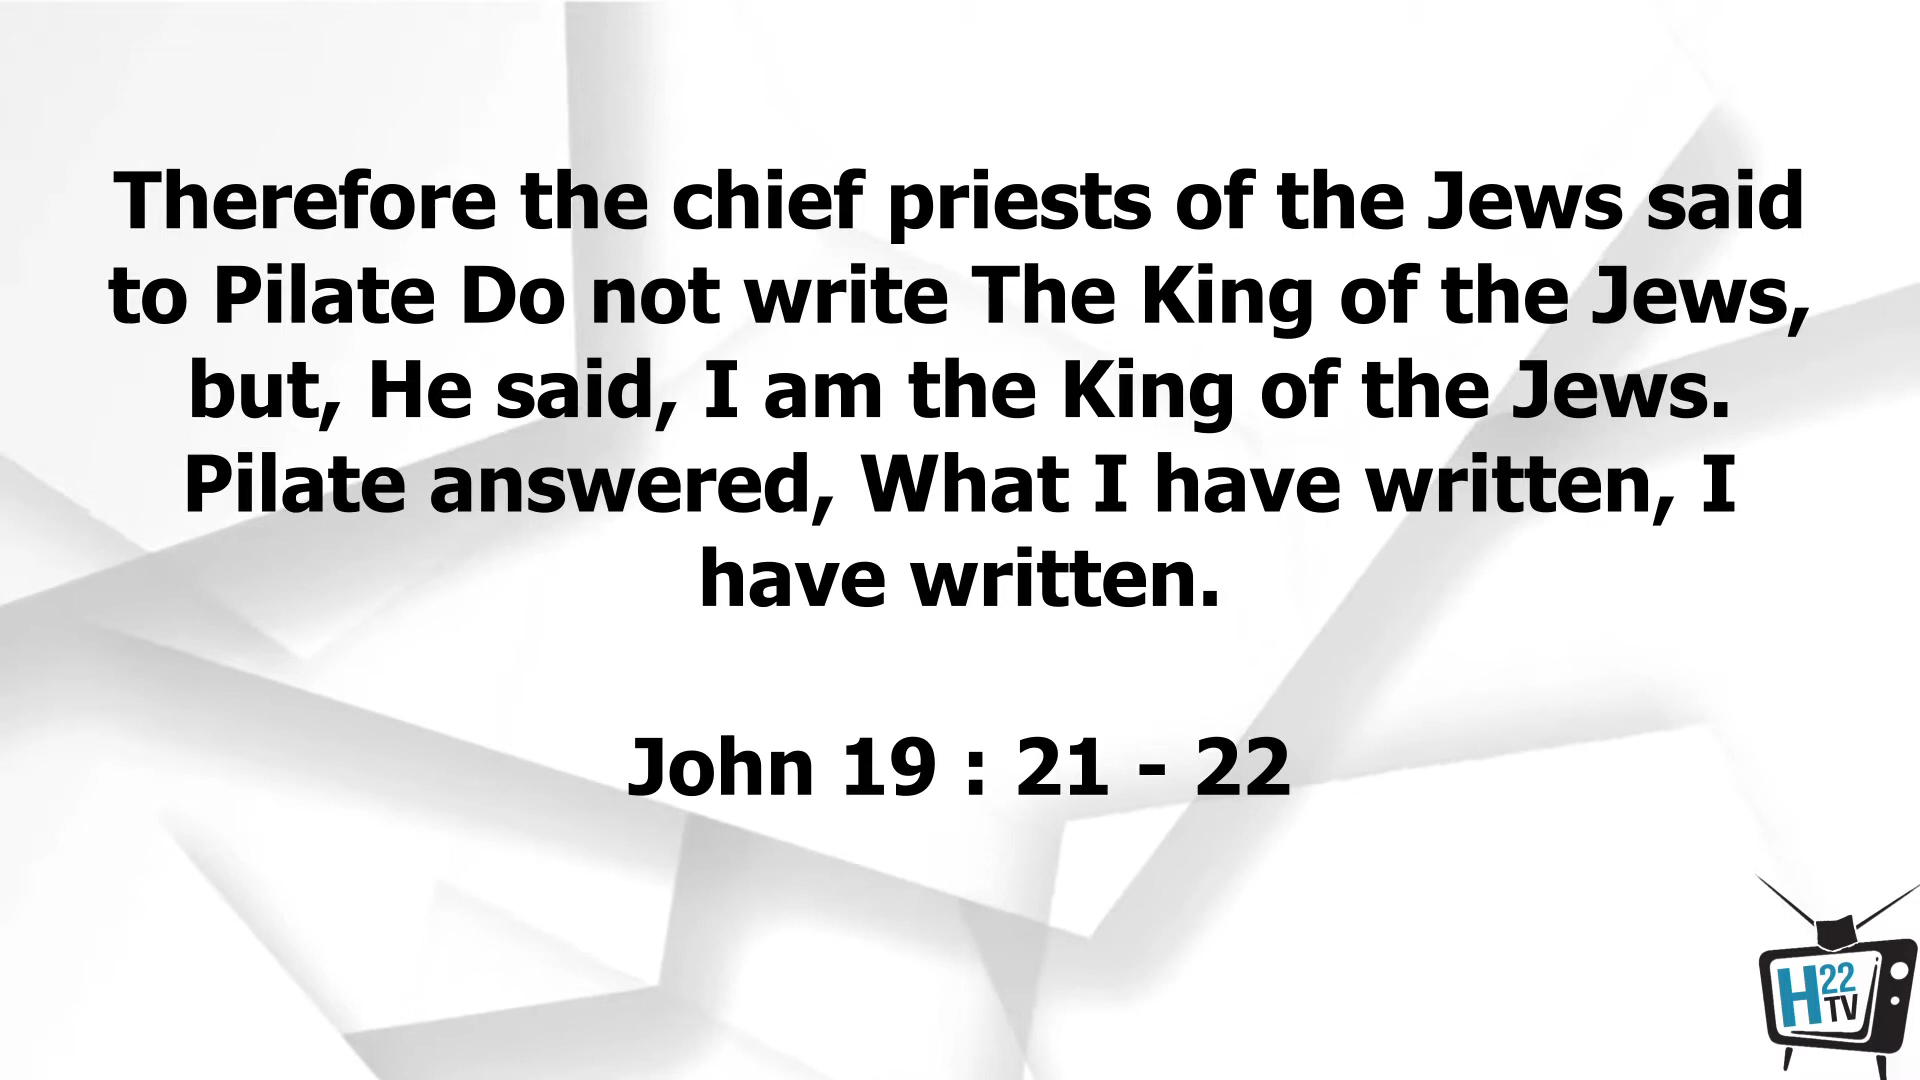 Therefore the chief priests of the Jews said
to Pilate Do not write The King of the Jews,
but, He said, I am the King of the Jews.
Pilate answered, What I have written, I
have written.
John 19 : 21 - 22
H22
TV